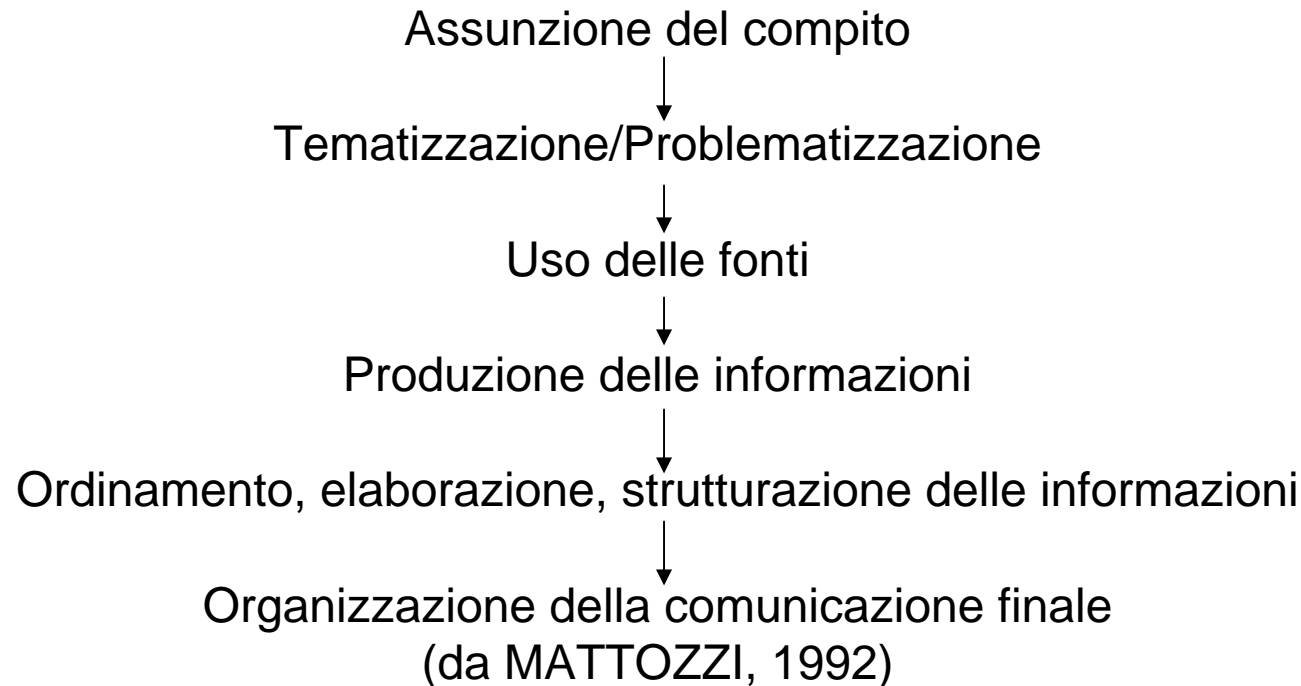 Assunzione del compito
Tematizzazione/Problematizzazione
Uso delle fonti
Produzione delle informazioni
Ordinamento, elaborazione, strutturazione delle informazioni
Organizzazione della comunicazione finale
(da MATTOZZI, 1992)